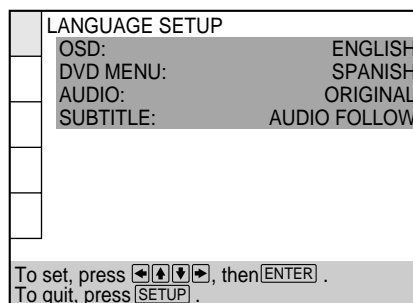 LANGUAGE SETUP
OSD: ENGLISH
DVD MENU: SPANISH
AUDIO: ORIGINAL
SUBTITLE: AUDIO FOLLOW
To set, press ←↑↓→, then ENTER .
To quit, press SETUP .